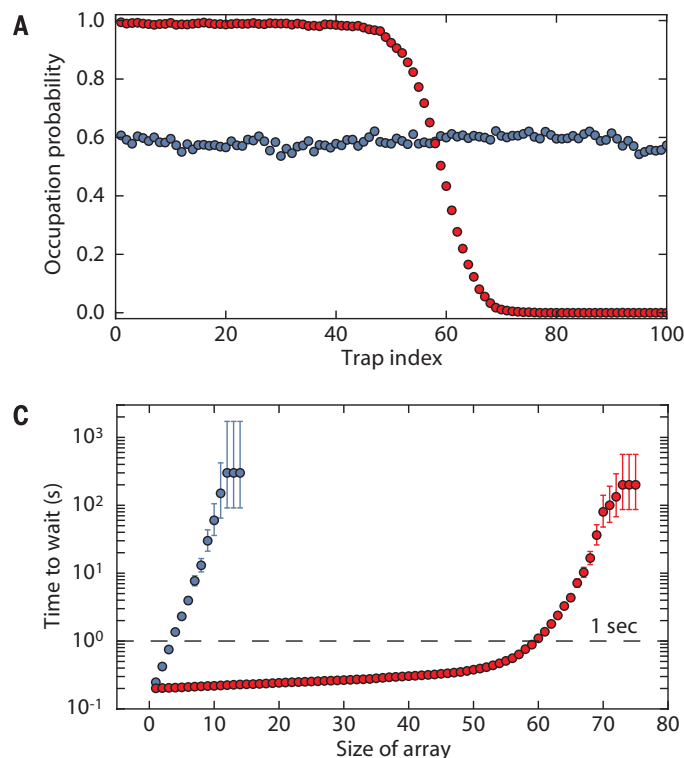 A
Occupation probability
1.0
0.8
0.6
0.4
0.2
0.0
0 20 40 60 80 100
Trap index
C
Time to wait (s)
10³
10²
10¹
10⁰
10⁻¹
1 sec
0 10 20 30 40 50 60 70 80
Size of array